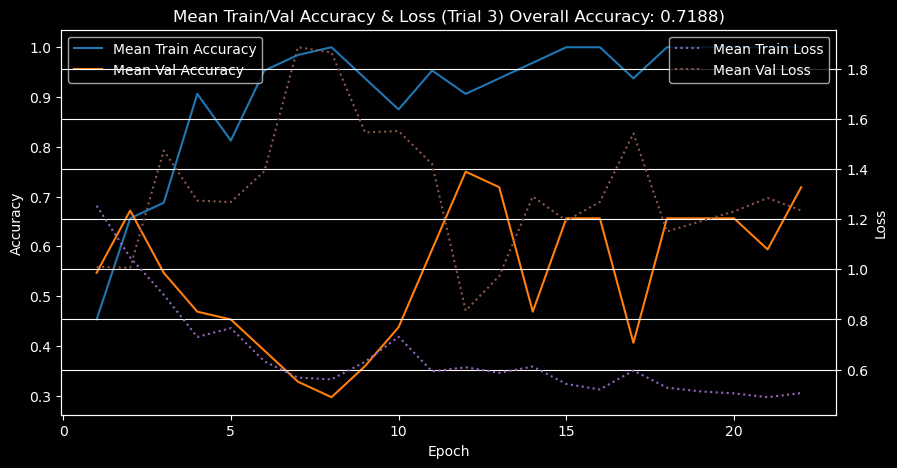 Mean Train/Val Accuracy & Loss (Trial 3) Overall Accuracy: 0.7188)
Mean Train Accuracy
Mean Val Accuracy
Mean Train Loss
Mean Val Loss
Accuracy
1.0
0.9
0.8
0.7
0.6
0.5
0.4
0.3
1.8
1.6
1.4
1.2
1.0
0.8
0.6
Loss
0
5
10
15
20
Epoch